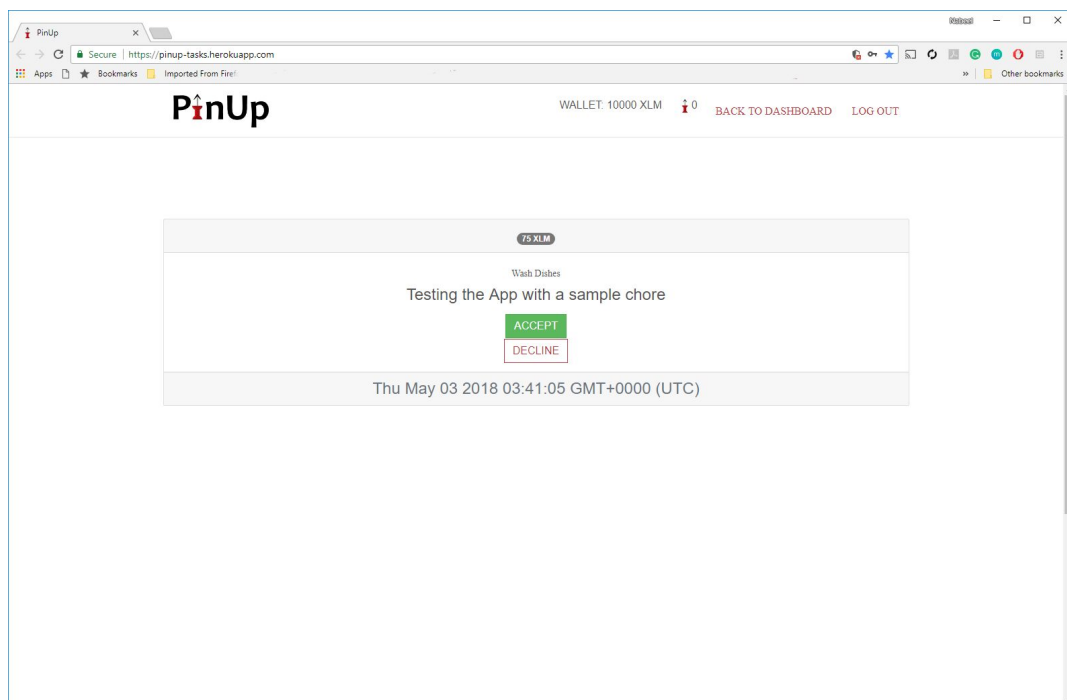 Nabeel
PinUp
Secure https://pinup-tasks.herokuapp.com
Apps Bookmarks Imported From Firef Other bookmarks
PinUp WALLET: 10000 XLM 0 BACK TO DASHBOARD LOG OUT
75 XLM
Wash Dishes
Testing the App with a sample chore
ACCEPT
DECLINE
Thu May 03 2018 03:41:05 GMT+0000 (UTC)